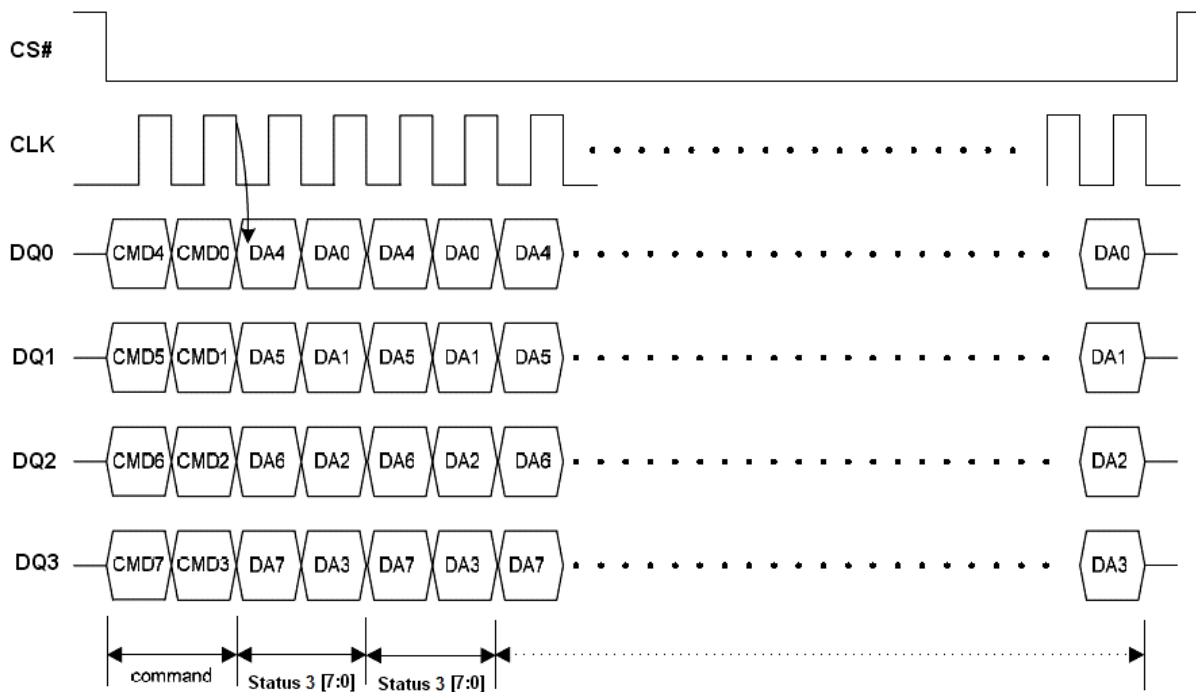 CS#
CLK
DQ0 CMD4 CMD0 DA4 DA0 DA4 DA0 DA4 DA0
DQ1 CMD5 CMD1 DA5 DA1 DA5 DA1 DA5 DA1
DQ2 CMD6 CMD2 DA6 DA2 DA6 DA2 DA6 DA2
DQ3 CMD7 CMD3 DA7 DA3 DA7 DA3 DA7 DA3
command Status 3 [7:0] Status 3 [7:0]